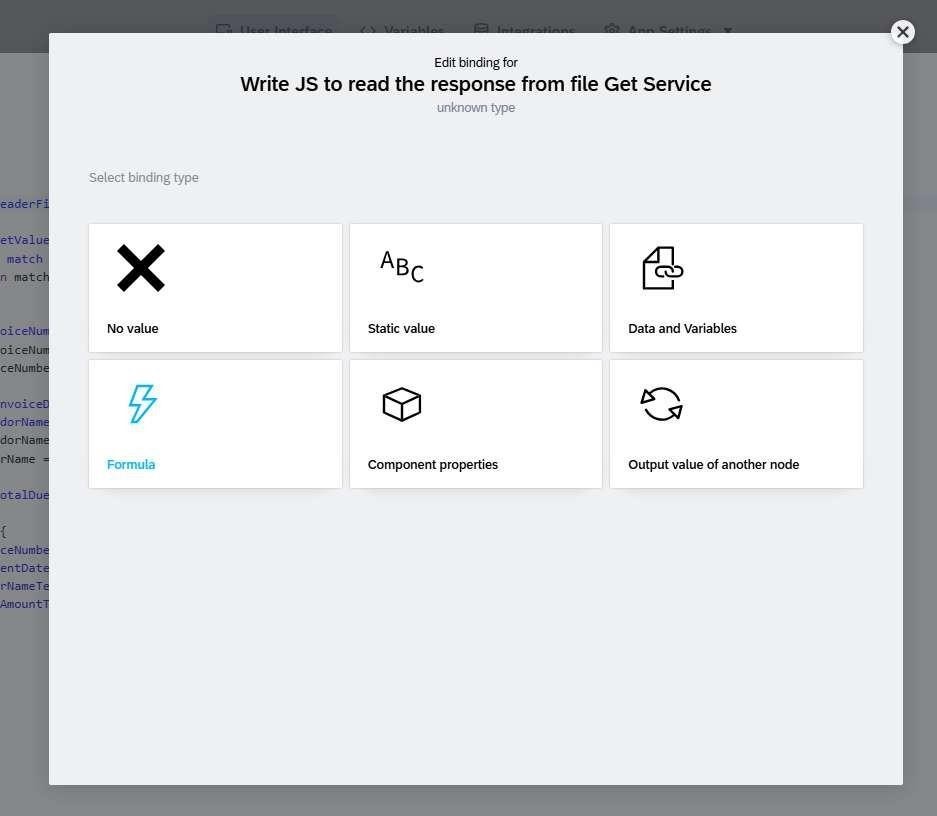 User Interface <> Variables Integrations App Settings ▼
Edit binding for
Write JS to read the response from file Get Service
unknown type
Select binding type
eaderFi
etValue
match
n match
oiceNum
oiceNum
ceNumbe
nvoiceD
dorName
dorName
rName =
otalDue
{
ceNumbe
entDate
rNameTe
AmountT
ABC
No value
Static value
Data and Variables
Formula
Component properties
Output value of another node